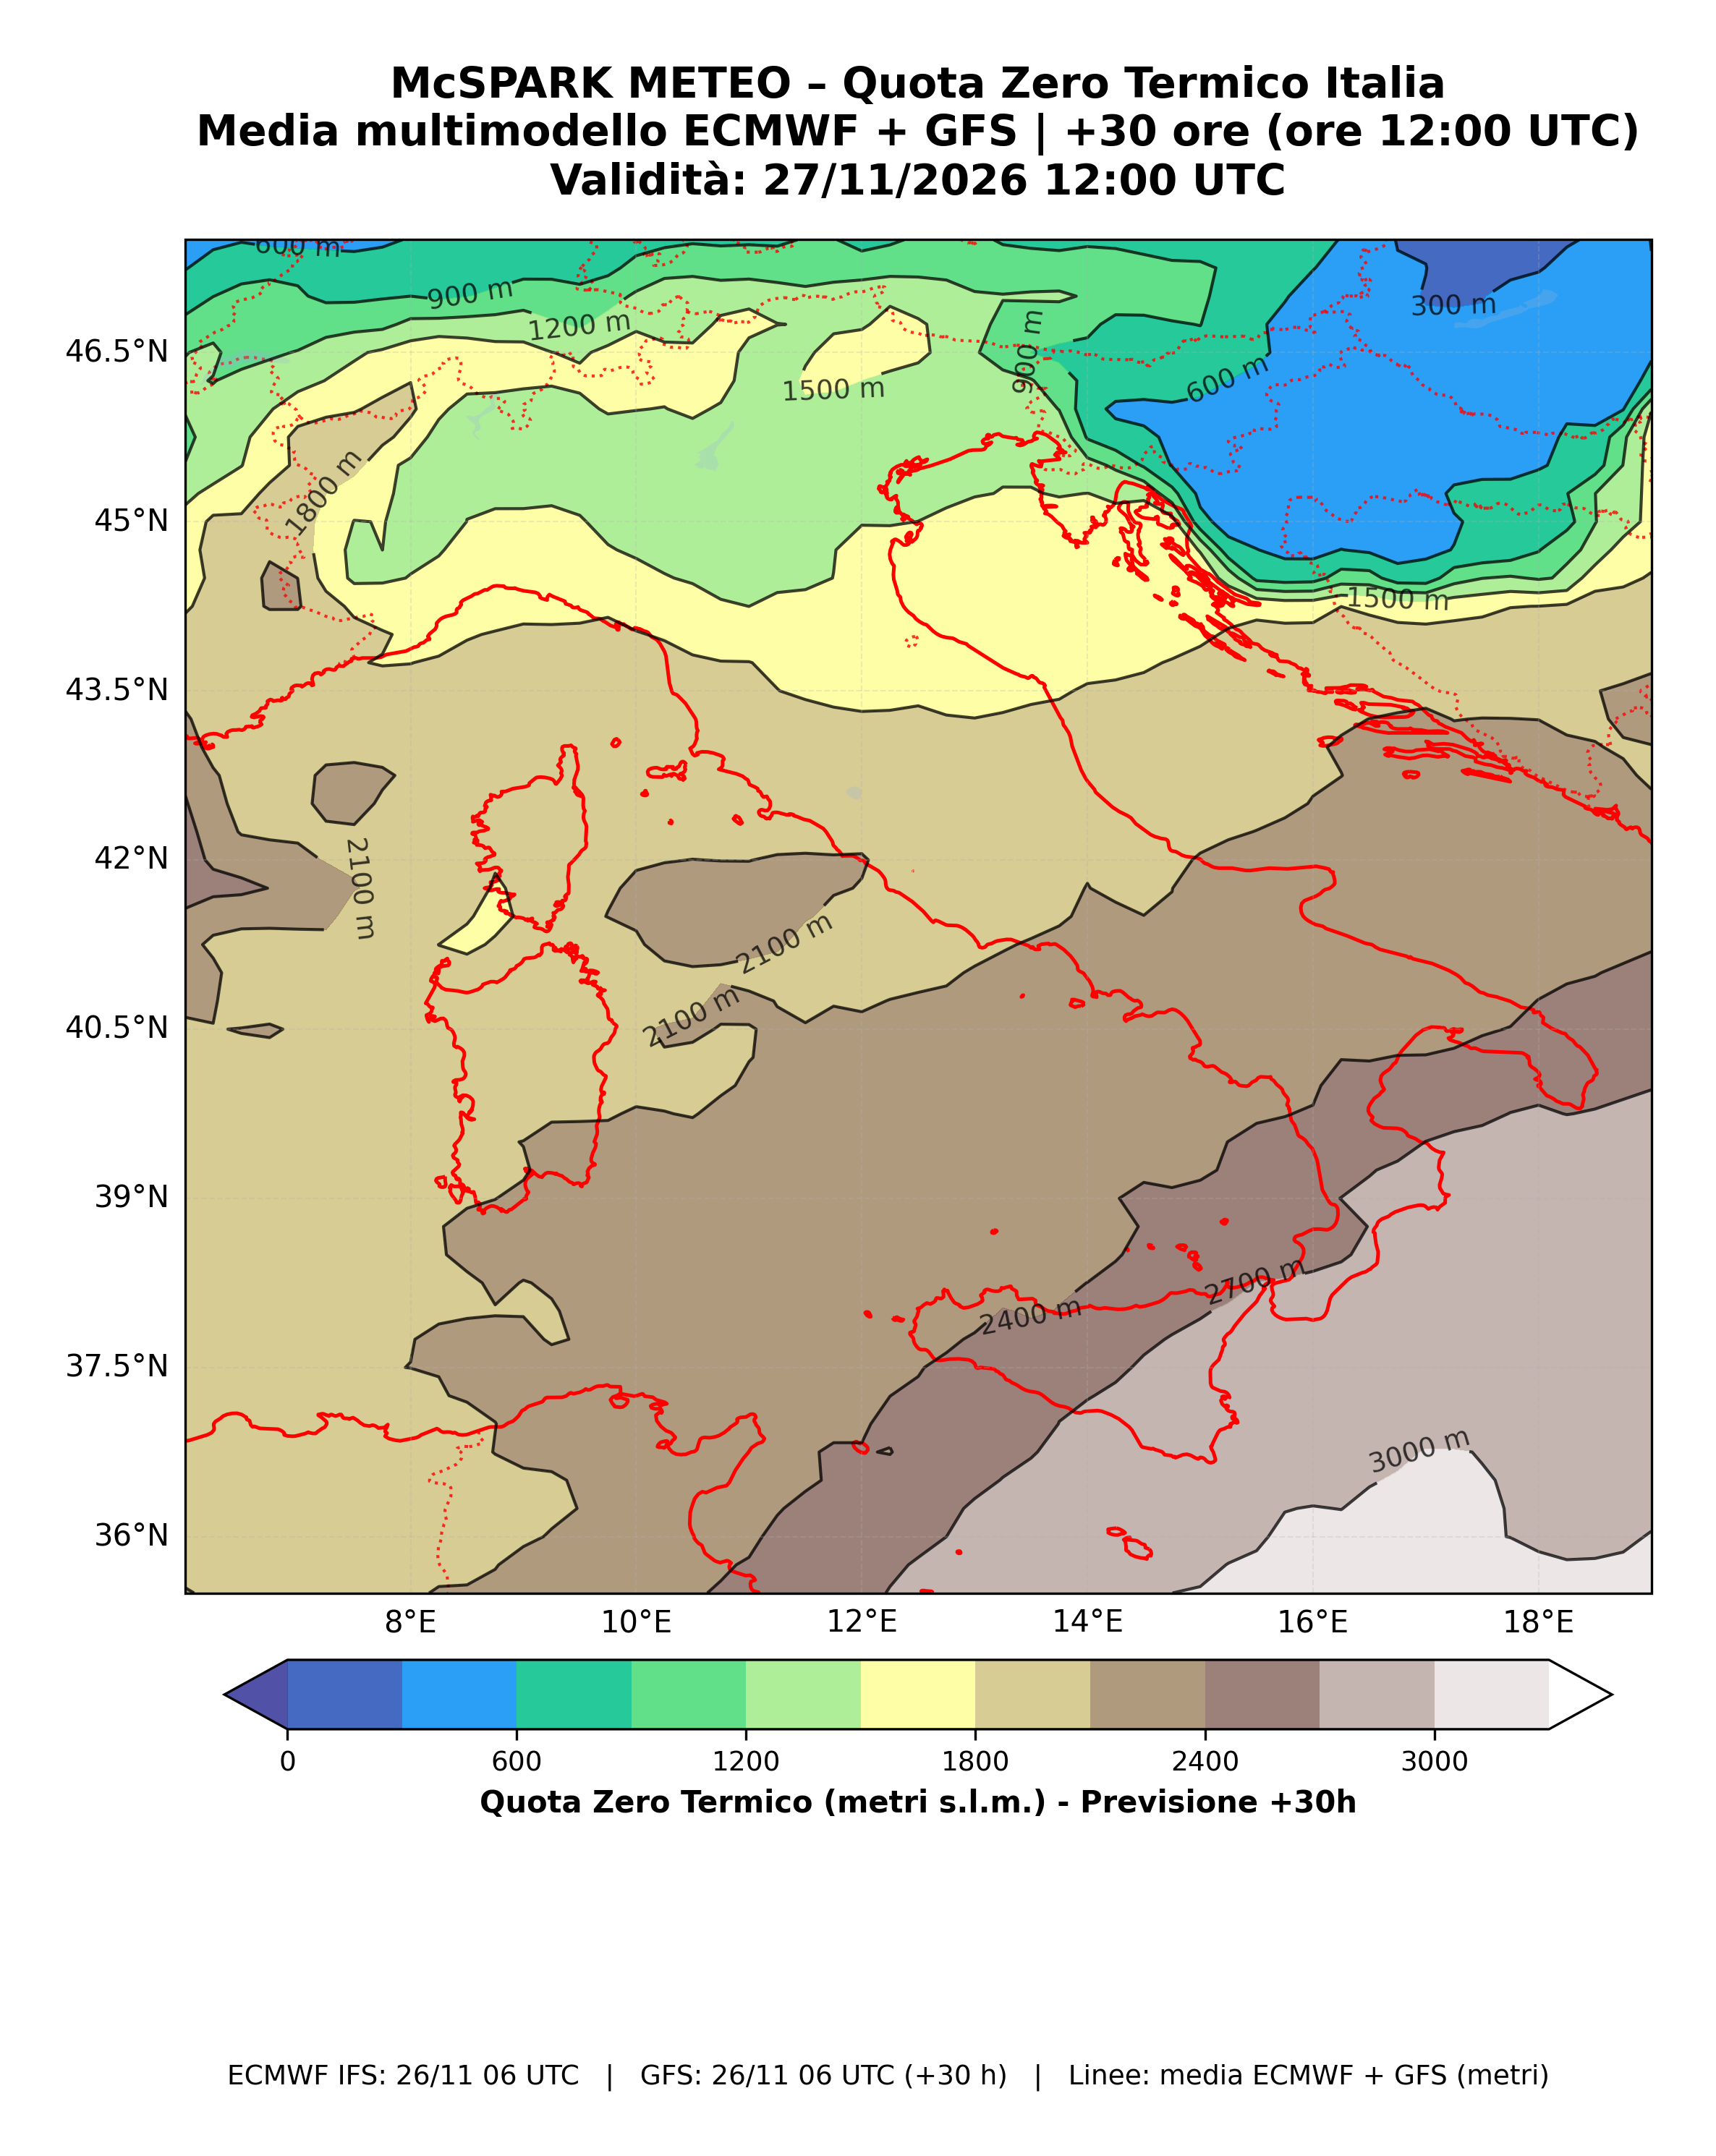 McSPARK METEO – Quota Zero Termico Italia
Media multimodello ECMWF + GFS | +30 ore (ore 12:00 UTC)
Validità: 27/11/2026 12:00 UTC
600 m
900 m
300 m
1200 m
900 m
46.5°N
600 m
1500 m
1800 m
45°N
1500 m
43.5°N
42°N
2100 m
2100 m
2100 m
40.5°N
39°N
2700 m
2400 m
37.5°N
3000 m
36°N
8°E 10°E 12°E 14°E 16°E 18°E
0 600 1200 1800 2400 3000
Quota Zero Termico (metri s.l.m.) - Previsione +30h
ECMWF IFS: 26/11 06 UTC | GFS: 26/11 06 UTC (+30 h) | Linee: media ECMWF + GFS (metri)